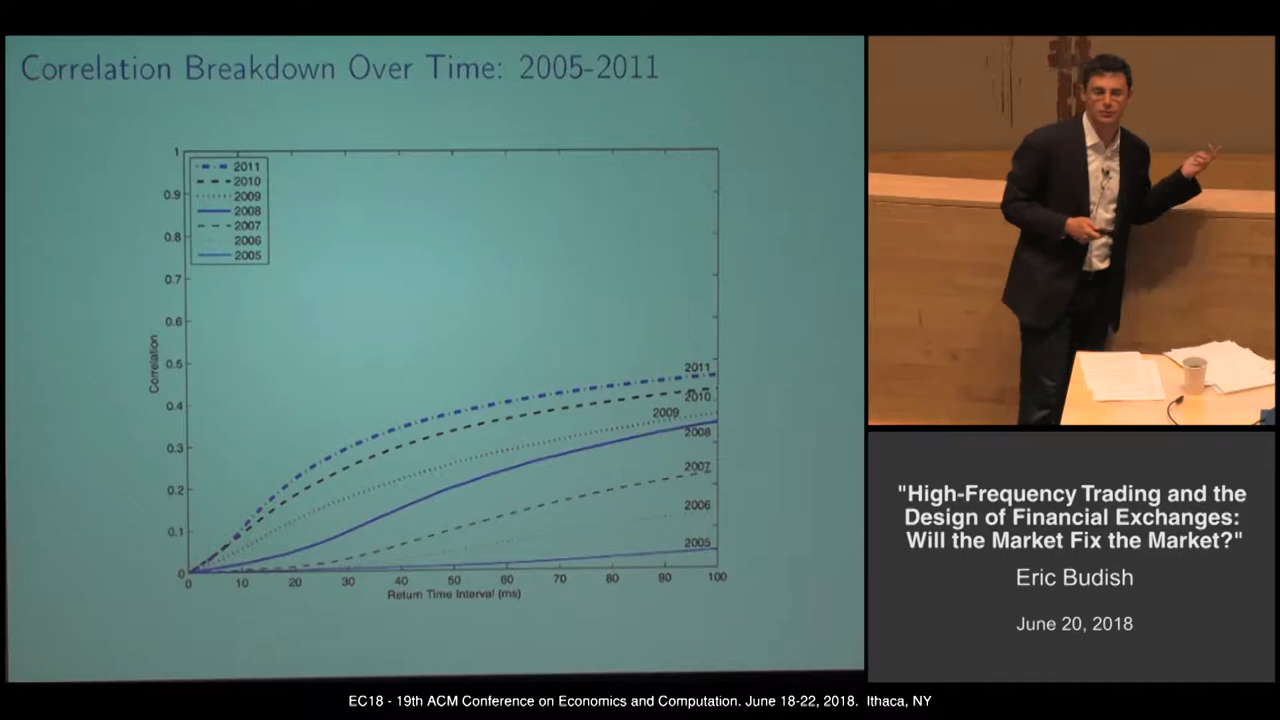 Correlation Breakdown Over Time: 2005-2011
1
0.9
0.8
0.7
0.6
0.5
0.4
0.3
0.2
0.1
0
Correlation
2011
2010
2009
2008
2007
2006
2005
2011
2010
2009
2008
2007
2006
2005
0 10 20 30 40 50 60 70 80 90 100
Return Time Interval (ms)
"High-Frequency Trading and the
Design of Financial Exchanges:
Will the Market Fix the Market?"
Eric Budish
June 20, 2018
EC18 - 19th ACM Conference on Economics and Computation. June 18-22, 2018. Ithaca, NY